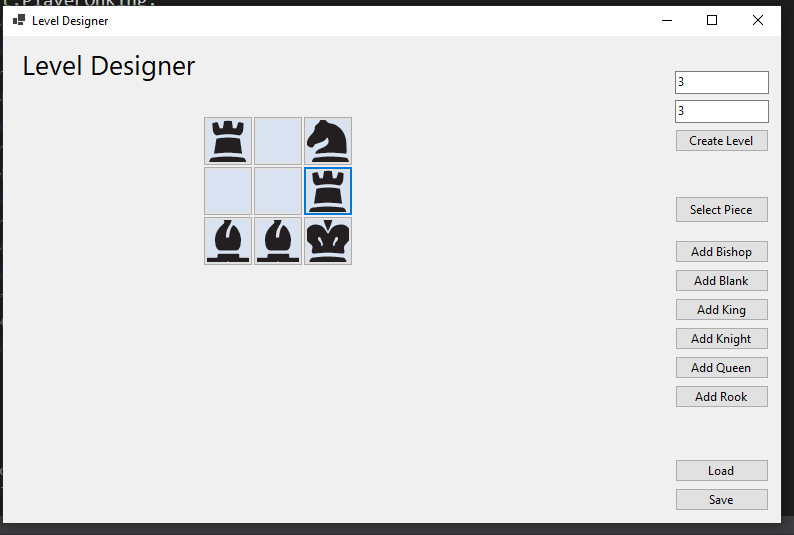 t.PlayerOnKing.
Level Designer
Level Designer
3
3
Create Level
Select Piece
Add Bishop
Add Blank
Add King
Add Knight
Add Queen
Add Rook
Load
Save